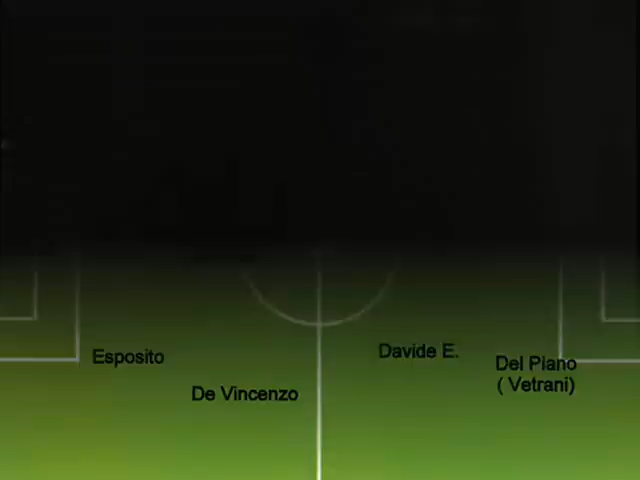 Esposito
De Vincenzo
Davide E.
Del Piano
( Vetrani)